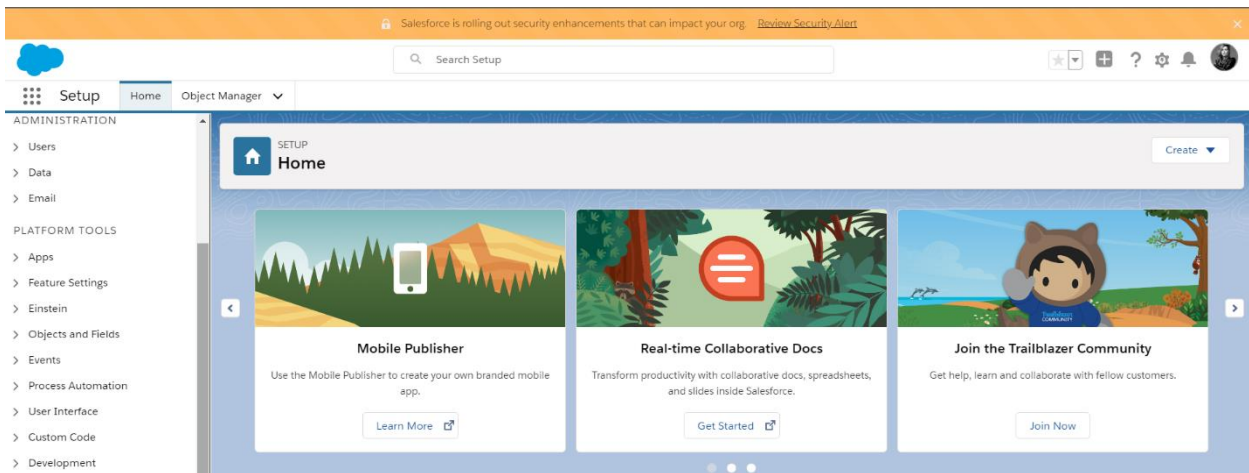 Salesforce is rolling out security enhancements that can impact your org. Review Security Alert
Search Setup
Setup Home Object Manager
ADMINISTRATION
Users
Data
Email
PLATFORM TOOLS
Apps
Feature Settings
Einstein
Objects and Fields
Events
Process Automation
User Interface
Custom Code
Development
SETUP
Home
Create
Mobile Publisher
Use the Mobile Publisher to create your own branded mobile
app.
Learn More
Real-time Collaborative Docs
Transform productivity with collaborative docs, spreadsheets,
and slides inside Salesforce.
Get Started
Trailblazer
COMMUNITY
Join the Trailblazer Community
Get help, learn and collaborate with fellow customers.
Join Now